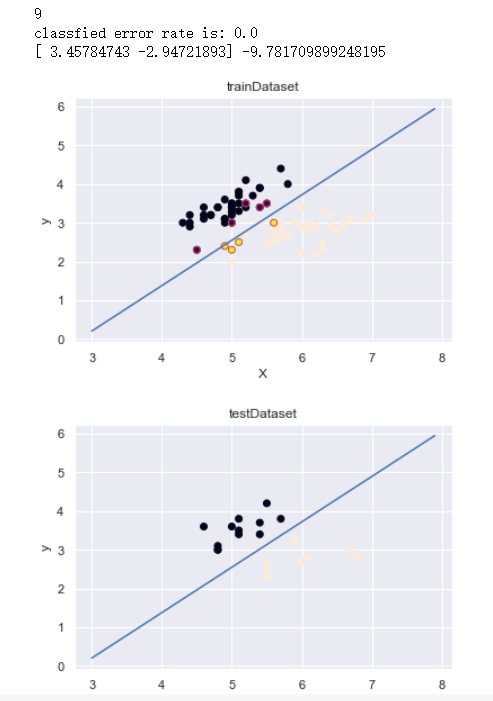 9
classfied error rate is: 0.0
[ 3.45784743 -2.94721893] -9.781709899248195
trainDataset
6
5
4
3
2
1
0
y
3 4 5 6 7 8
X
testDataset
6
5
4
3
2
1
0
y
3 4 5 6 7 8